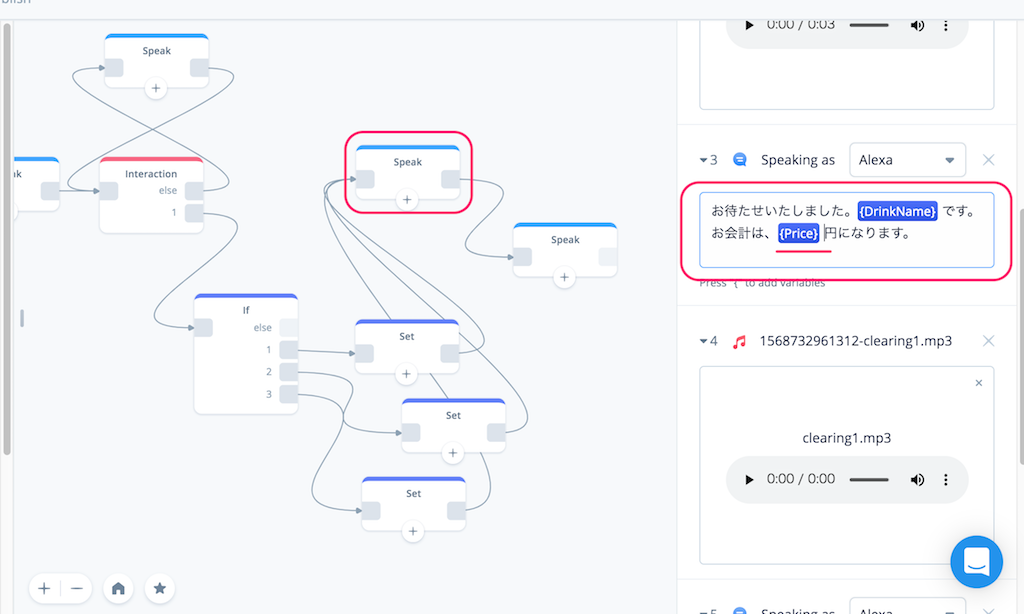 Speak
Interaction
else
1
If
else
1
2
3
Speak
Speak
Set
Set
Set
0:00 / 0:03
3
Speaking as
Alexa
お待たせいたしました。{DrinkName} です。
お会計は、{Price} 円になります。
Press '{' to add variables
4
1568732961312-clearing1.mp3
clearing1.mp3
0:00 / 0:00
5
Speaking as
Alexa